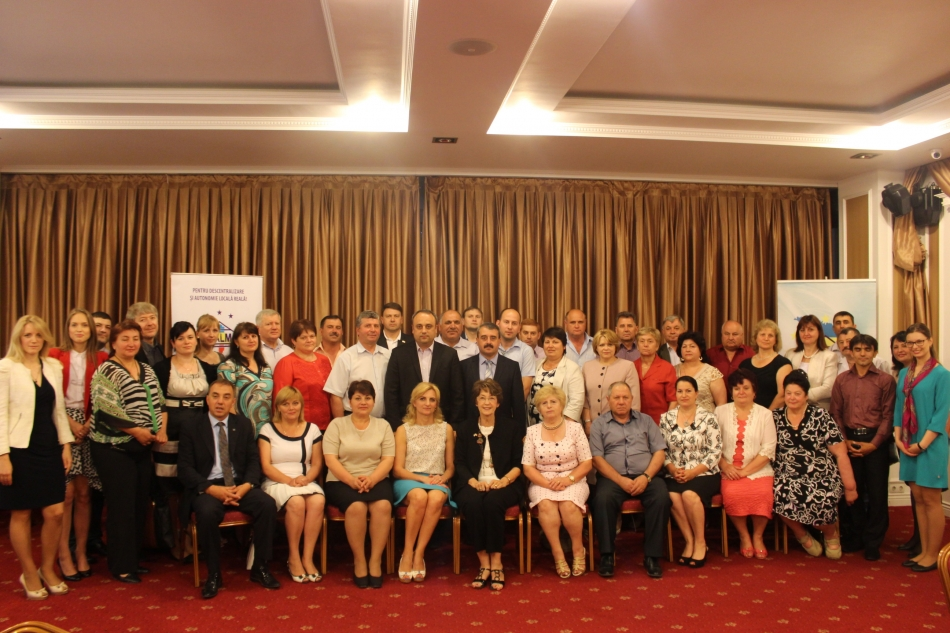 PENTRU DESCENTRALIZARE
ȘI AUTONOMIE LOCALĂ REALĂ!